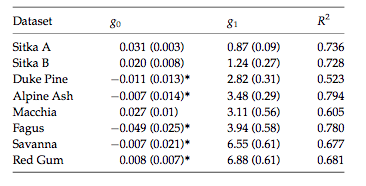 Dataset g0 g1 R2
Sitka A 0.031 (0.003) 0.87 (0.09) 0.736
Sitka B 0.020 (0.008) 1.24 (0.27) 0.728
Duke Pine −0.011 (0.013)* 2.82 (0.31) 0.523
Alpine Ash −0.007 (0.014)* 3.48 (0.29) 0.794
Macchia 0.027 (0.01) 3.11 (0.56) 0.605
Fagus −0.049 (0.025)* 3.94 (0.58) 0.780
Savanna −0.007 (0.021)* 6.55 (0.61) 0.677
Red Gum 0.008 (0.007)* 6.88 (0.61) 0.681